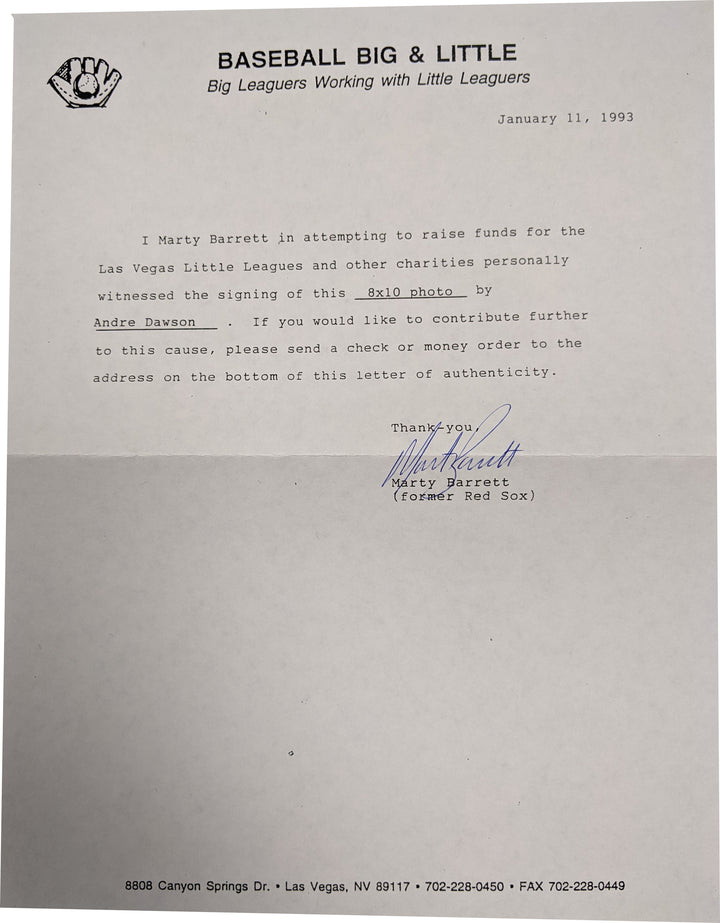 BASEBALL BIG & LITTLE
Big Leaguers Working with Little Leaguers
January 11, 1993
I Marty Barrett in attempting to raise funds for the
Las Vegas Little Leagues and other charities personally
witnessed the signing of this 8x10 photo by
Andre Dawson . If you would like to contribute further
to this cause, please send a check or money order to the
address on the bottom of this letter of authenticity.
Thank-you,
Marty Barrett
Marty Barrett
(former Red Sox)
8808 Canyon Springs Dr. • Las Vegas, NV 89117 • 702-228-0450 • FAX 702-228-0449